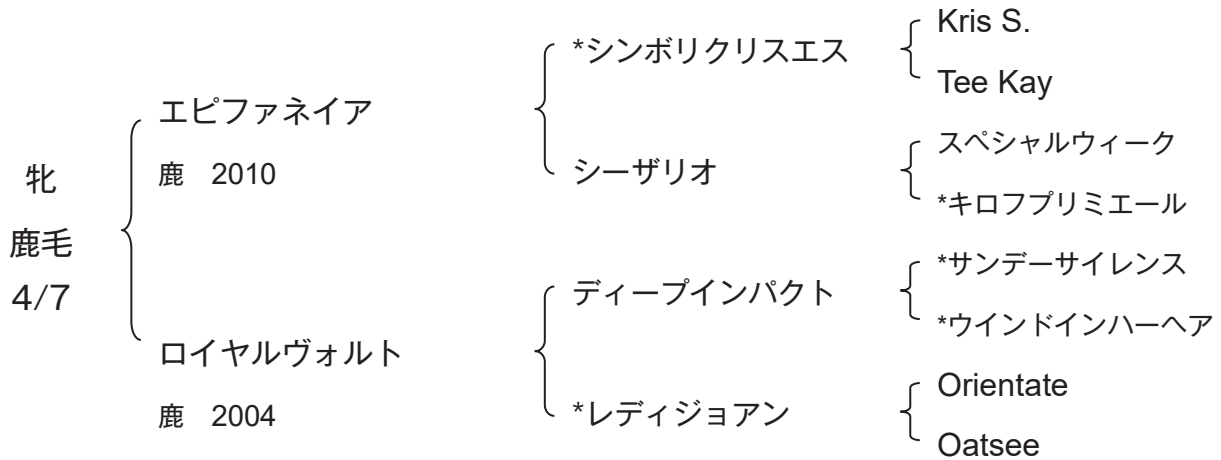 牝
鹿毛
4/7
エピファネイア
鹿 2010
ロイヤルヴォルト
鹿 2004
*シンボリクリスエス
シーザリオ
ディープインパクト
*レディジョアン
Kris S.
Tee Kay
スペシャルウィーク
*キロフプリミエール
*サンデーサイレンス
*ウインドインハーヘア
Orientate
Oatsee